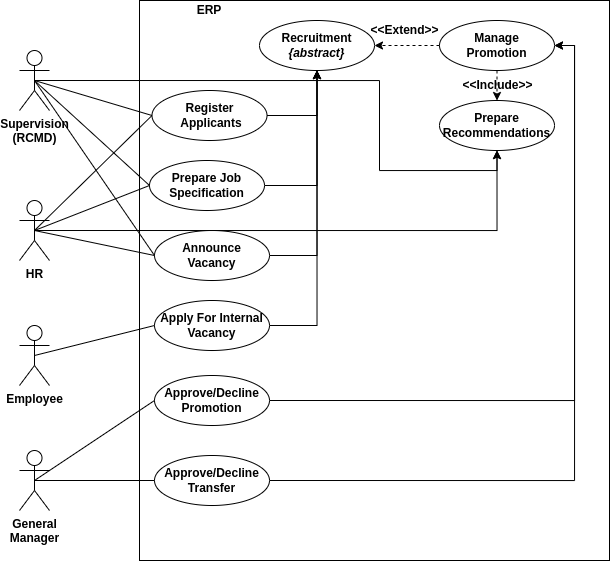 ERP
Recruitment
{abstract}
<<Extend>>
Manage
Promotion
<<Include>>
Prepare
Recommendations
Supervision
(RCMD)
Register
Applicants
Prepare Job
Specification
HR
Announce
Vacancy
Apply For Internal
Vacancy
Employee
Approve/Decline
Promotion
Approve/Decline
Transfer
General
Manager